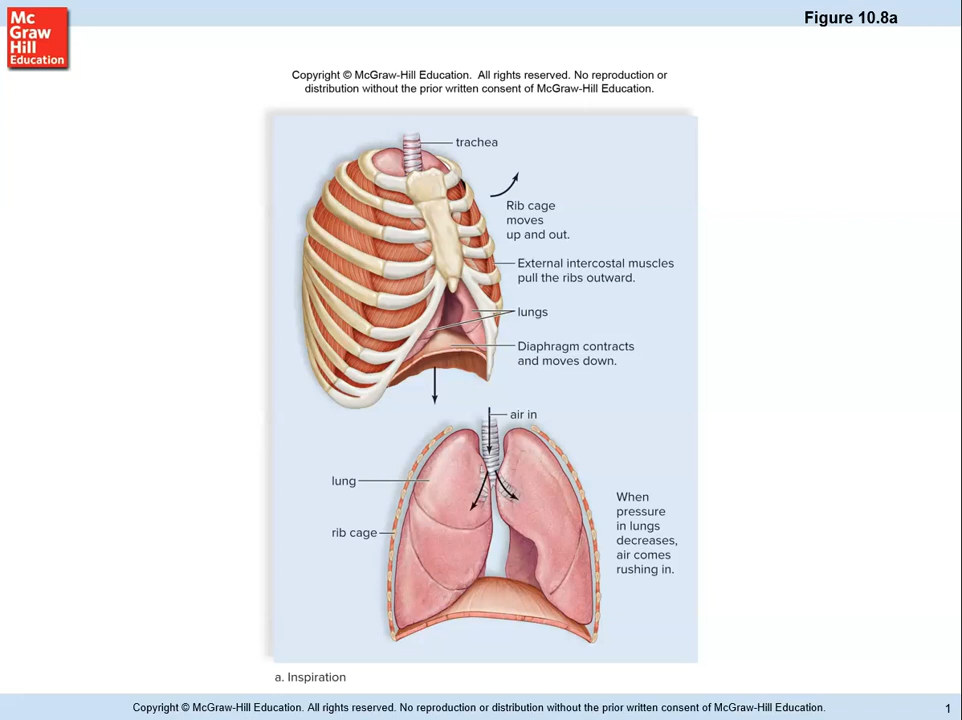 Mc
Graw
Hill
Education
Figure 10.8a
Copyright © McGraw-Hill Education. All rights reserved. No reproduction or
distribution without the prior written consent of McGraw-Hill Education.
trachea
Rib cage
moves
up and out.
External intercostal muscles
pull the ribs outward.
lungs
Diaphragm contracts
and moves down.
air in
lung
rib cage
When
pressure
in lungs
decreases,
air comes
rushing in.
a. Inspiration
Copyright © McGraw-Hill Education. All rights reserved. No reproduction or distribution without the prior written consent of McGraw-Hill Education.
1